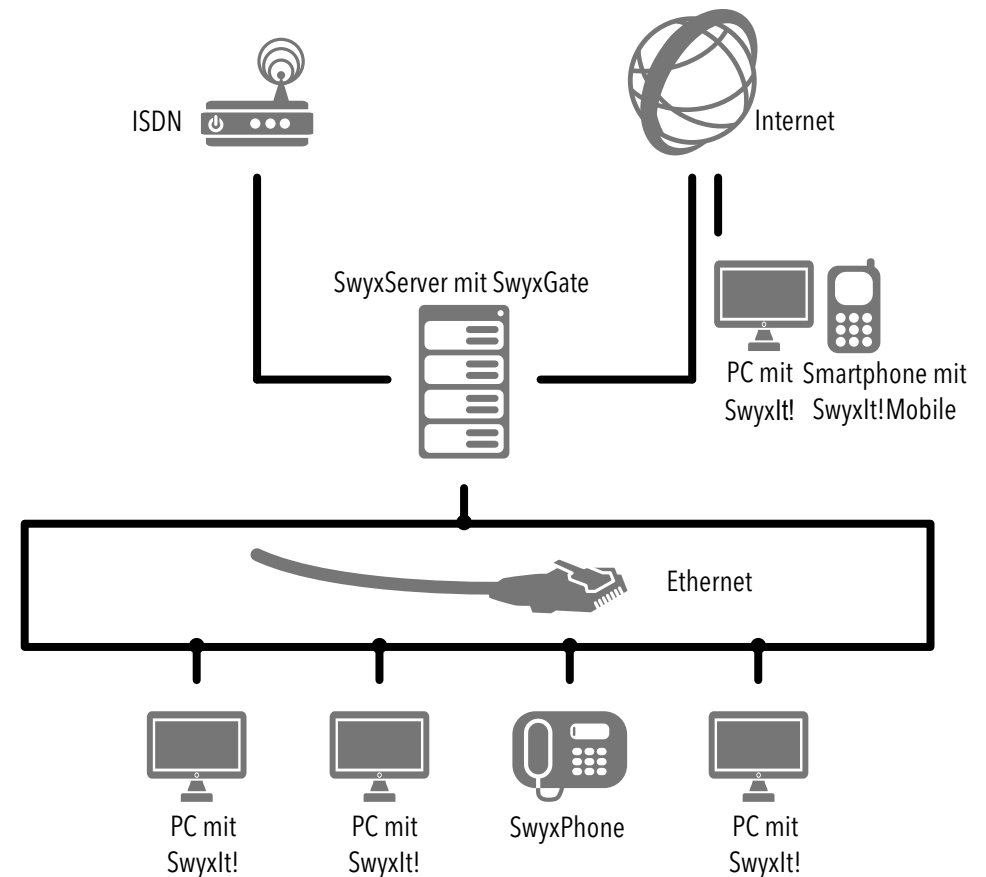 ISDN
Internet
SwyxServer mit SwyxGate
PC mit
SwyxIt!
Smartphone mit
SwyxIt!Mobile
Ethernet
PC mit
SwyxIt!
PC mit
SwyxIt!
SwyxPhone
PC mit
SwyxIt!